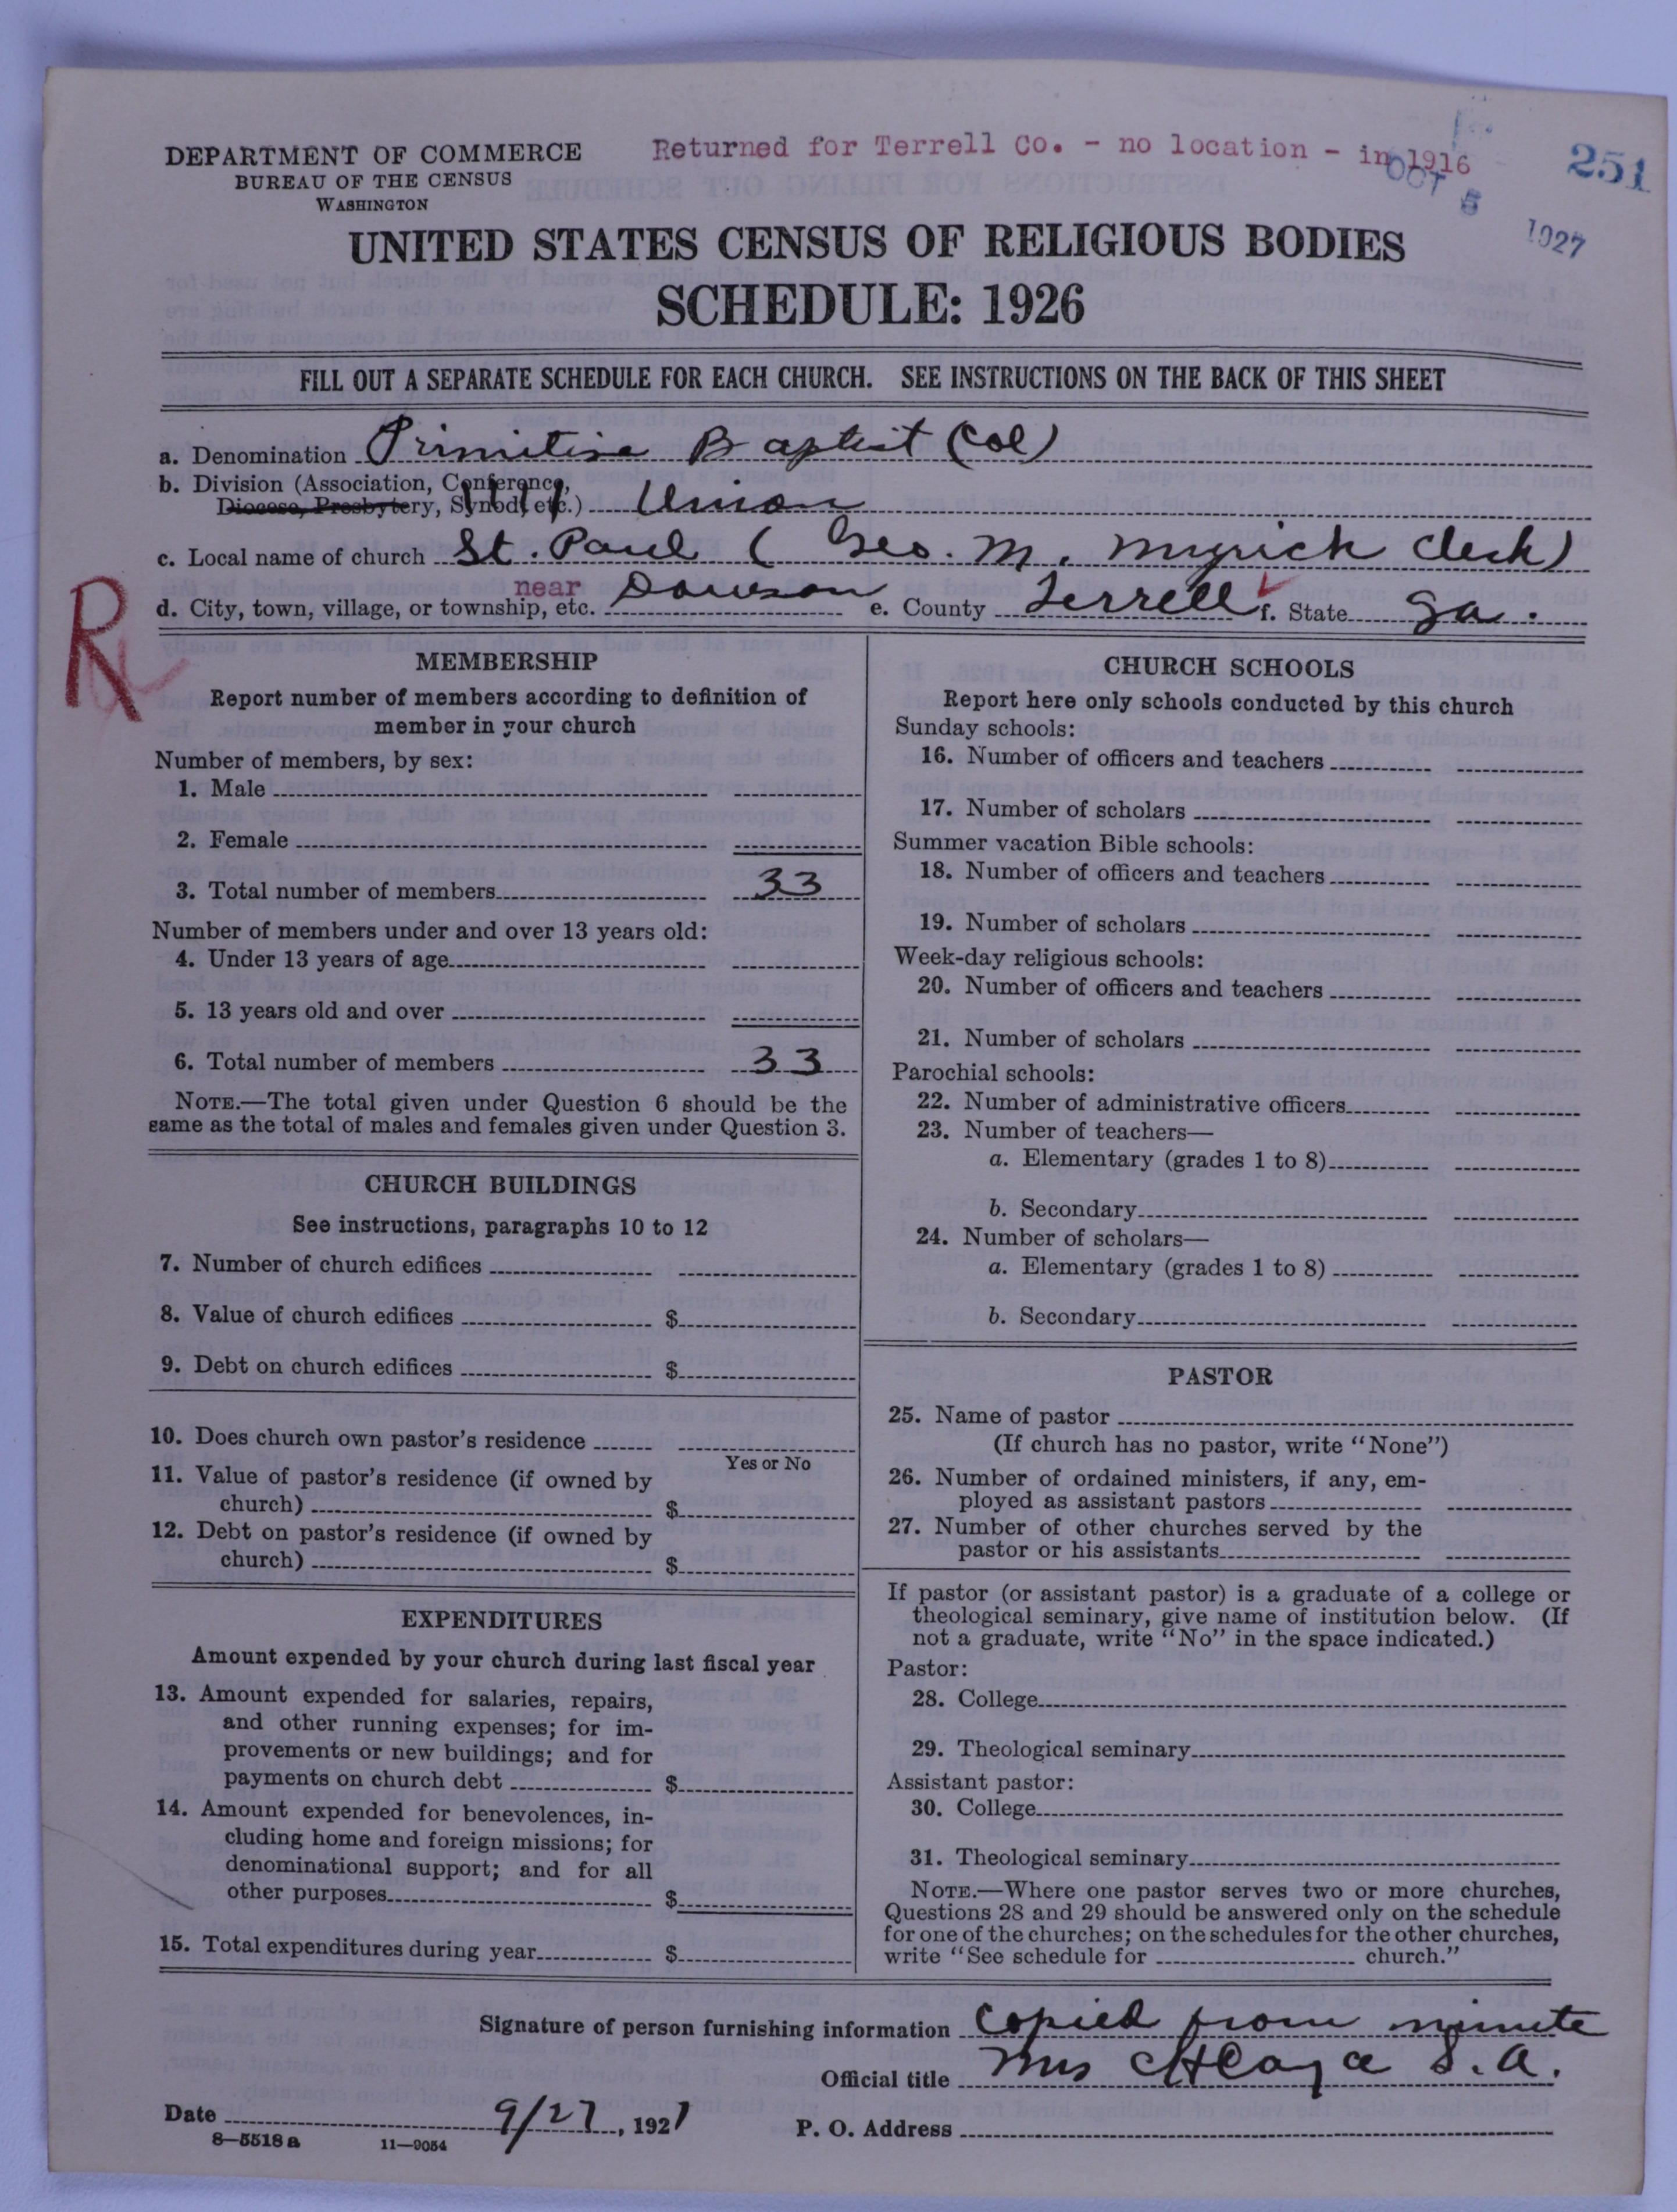 Returned for Terrell Co. - no location - in 1916
251
OCT 5 1927
DEPARTMENT OF COMMERCE
BUREAU OF THE CENSUS
WASHINGTON
UNITED STATES CENSUS OF RELIGIOUS BODIES
SCHEDULE: 1926
FILL OUT A SEPARATE SCHEDULE FOR EACH CHURCH. SEE INSTRUCTIONS ON THE BACK OF THIS SHEET
a. Denomination Primitive Baptist (Col)
b. Division (Association, Conference,
Diocese, Presbytery, Synod, etc.) Union
c. Local name of church St. Paul (Geo. M. Myrick Clerk)
d. City, town, village, or township, etc. near Dawson e. County Terrell f. State Ga.
R
MEMBERSHIP
Report number of members according to definition of
member in your church
Number of members, by sex:
1. Male
2. Female
3. Total number of members 33
Number of members under and over 13 years old:
4. Under 13 years of age
5. 13 years old and over
6. Total number of members 33
NOTE.—The total given under Question 6 should be the
same as the total of males and females given under Question 3.
CHURCH BUILDINGS
See instructions, paragraphs 10 to 12
7. Number of church edifices
8. Value of church edifices $
9. Debt on church edifices $
10. Does church own pastor's residence
Yes or No
11. Value of pastor's residence (if owned by
church) $
12. Debt on pastor's residence (if owned by
church) $
EXPENDITURES
Amount expended by your church during last fiscal year
13. Amount expended for salaries, repairs,
and other running expenses; for im-
provements or new buildings; and for
payments on church debt $
14. Amount expended for benevolences, in-
cluding home and foreign missions; for
denominational support; and for all
other purposes $
15. Total expenditures during year $
CHURCH SCHOOLS
Report here only schools conducted by this church
Sunday schools:
16. Number of officers and teachers
17. Number of scholars
Summer vacation Bible schools:
18. Number of officers and teachers
19. Number of scholars
Week-day religious schools:
20. Number of officers and teachers
21. Number of scholars
Parochial schools:
22. Number of administrative officers
23. Number of teachers—
a. Elementary (grades 1 to 8)
b. Secondary
24. Number of scholars—
a. Elementary (grades 1 to 8)
b. Secondary
PASTOR
25. Name of pastor
(If church has no pastor, write "None")
26. Number of ordained ministers, if any, em-
ployed as assistant pastors
27. Number of other churches served by the
pastor or his assistants
If pastor (or assistant pastor) is a graduate of a college or
theological seminary, give name of institution below. (If
not a graduate, write "No" in the space indicated.)
Pastor:
28. College
29. Theological seminary
Assistant pastor:
30. College
31. Theological seminary
NOTE.—Where one pastor serves two or more churches,
Questions 28 and 29 should be answered only on the schedule
for one of the churches; on the schedules for the other churches,
write "See schedule for church."
Signature of person furnishing information Copied from minute
Official title Mrs S.A.
Date 9/27, 1927 P. O. Address
8—5518 a 11—9054